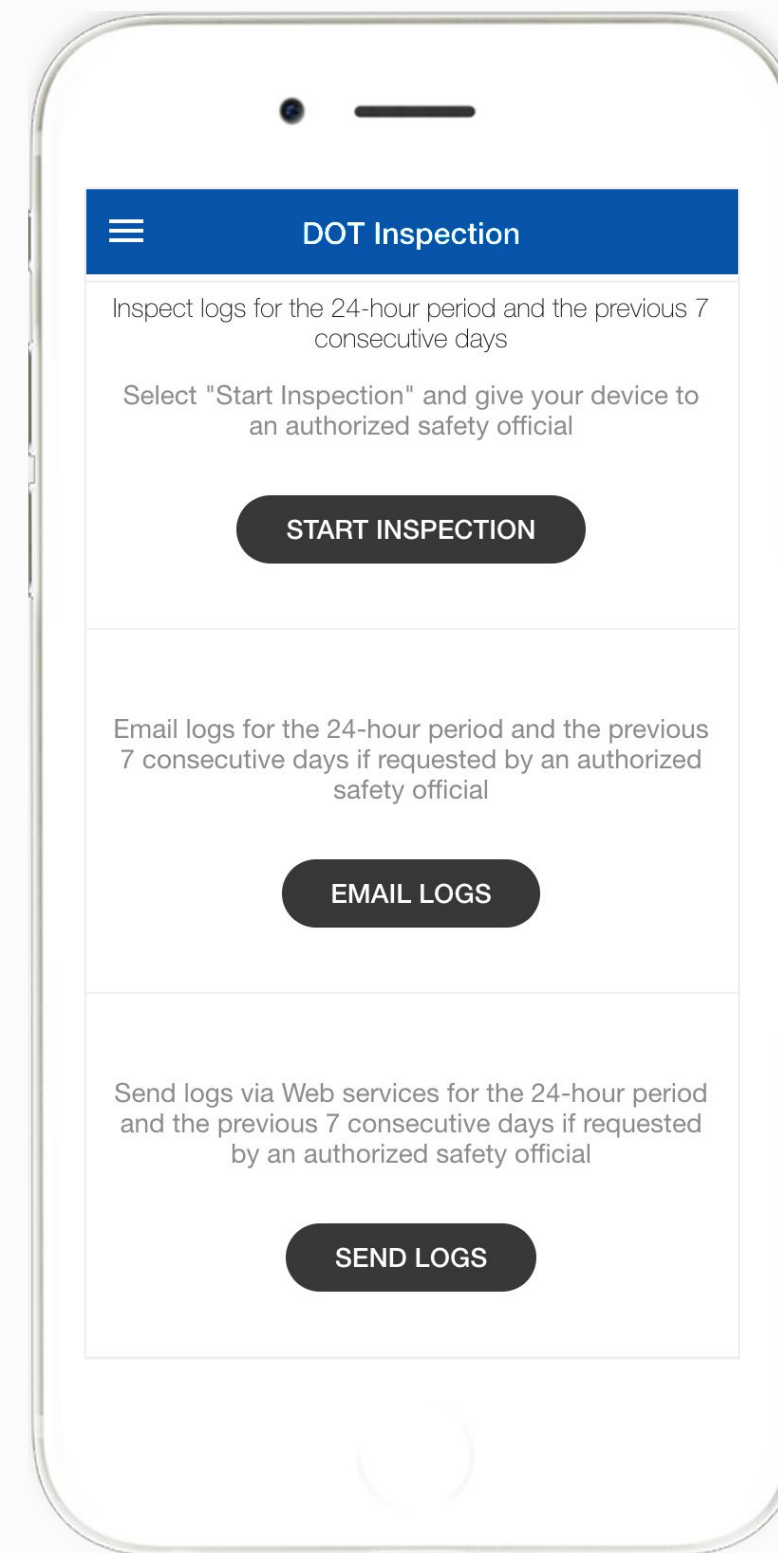 DOT Inspection
Inspect logs for the 24-hour period and the previous 7
consecutive days
Select "Start Inspection" and give your device to
an authorized safety official
START INSPECTION
Email logs for the 24-hour period and the previous
7 consecutive days if requested by an authorized
safety official
EMAIL LOGS
Send logs via Web services for the 24-hour period
and the previous 7 consecutive days if requested
by an authorized safety official
SEND LOGS